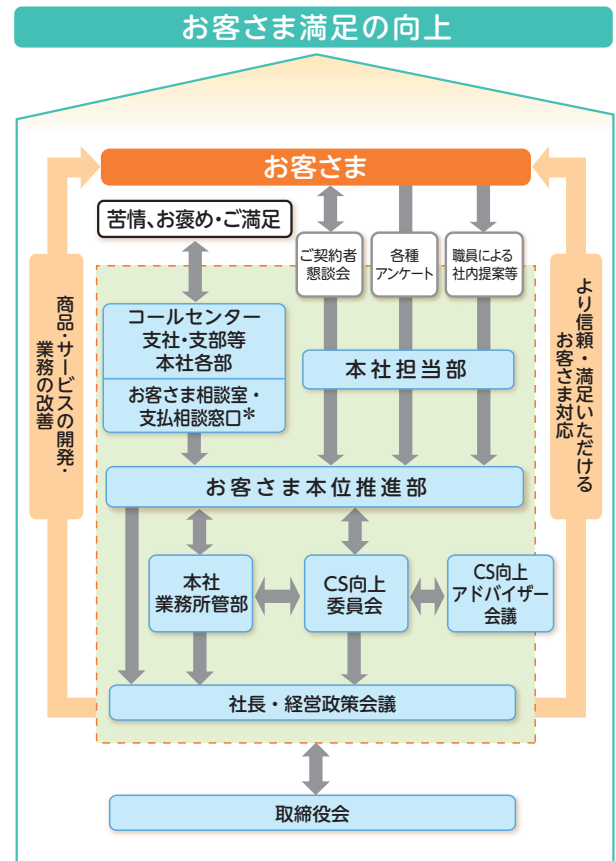 お客さま満足の向上
お客さま
苦情、お褒め・ご満足
ご契約者
懇談会
各種
アンケート
職員による
社内提案等
商品・サービスの開発・
業務の改善
より信頼・満足いただける
お客さま対応
コールセンター
支社・支部等
本社各部
お客さま相談室・
支払相談窓口*
本社担当部
お客さま本位推進部
本社
業務所管部
CS向上
委員会
CS向上
アドバイザー
会議
社長・経営政策会議
取締役会